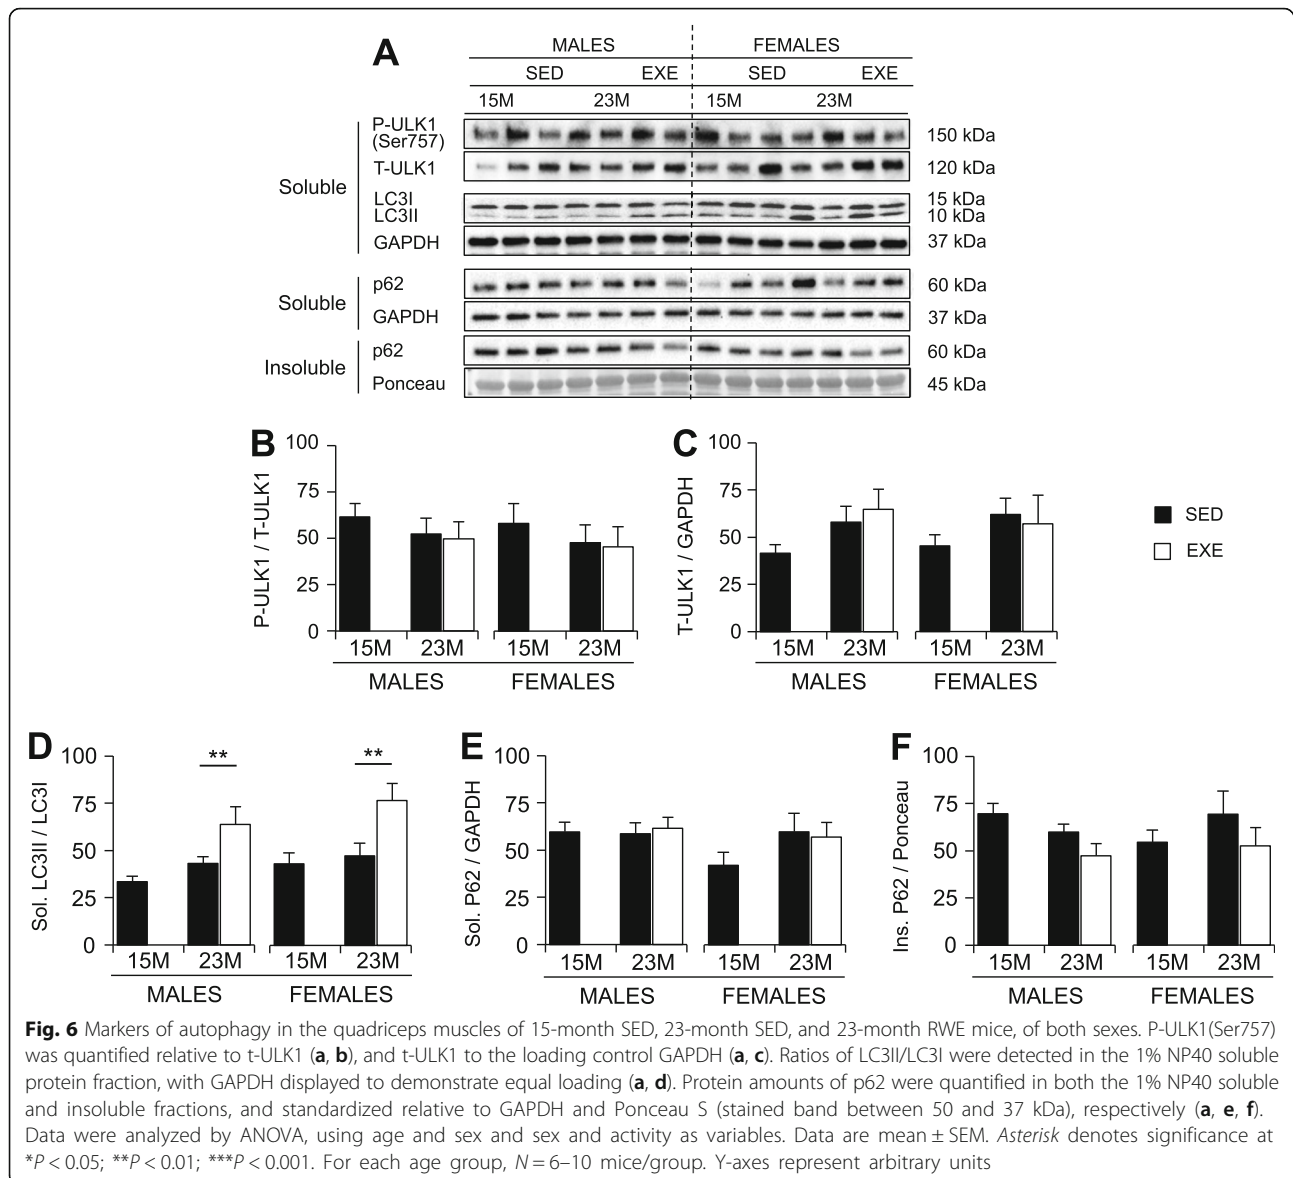 A
MALES FEMALES
SED EXE SED EXE
15M 23M 15M 23M
P-ULK1
(Ser757) 150 kDa
T-ULK1 120 kDa
Soluble
LC3I 15 kDa
LC3II 10 kDa
GAPDH 37 kDa
p62 60 kDa
Soluble
GAPDH 37 kDa
p62 60 kDa
Insoluble
Ponceau 45 kDa
B
P-ULK1 / T-ULK1
100
75
50
25
0
15M 23M 15M 23M
MALES FEMALES
C
T-ULK1 / GAPDH
100
75
50
25
0
15M 23M 15M 23M
MALES FEMALES
SED
EXE
D
Sol. LC3II / LC3I
100
75
50
25
0
** **
15M 23M 15M 23M
MALES FEMALES
E
Sol. P62 / GAPDH
100
75
50
25
0
15M 23M 15M 23M
MALES FEMALES
F
Ins. P62 / Ponceau
100
75
50
25
0
15M 23M 15M 23M
MALES FEMALES
Fig. 6 Markers of autophagy in the quadriceps muscles of 15-month SED, 23-month SED, and 23-month RWE mice, of both sexes. P-ULK1(Ser757)
was quantified relative to t-ULK1 (a, b), and t-ULK1 to the loading control GAPDH (a, c). Ratios of LC3II/LC3I were detected in the 1% NP40 soluble
protein fraction, with GAPDH displayed to demonstrate equal loading (a, d). Protein amounts of p62 were quantified in both the 1% NP40 soluble
and insoluble fractions, and standardized relative to GAPDH and Ponceau S (stained band between 50 and 37 kDa), respectively (a, e, f).
Data were analyzed by ANOVA, using age and sex and sex and activity as variables. Data are mean ± SEM. Asterisk denotes significance at
*P < 0.05; **P < 0.01; ***P < 0.001. For each age group, N = 6–10 mice/group. Y-axes represent arbitrary units